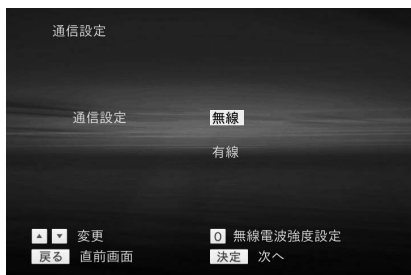 通信設定
通信設定 無線
有線
▲ ▼ 変更 0 無線電波強度設定
戻る 直前画面 決定 次へ